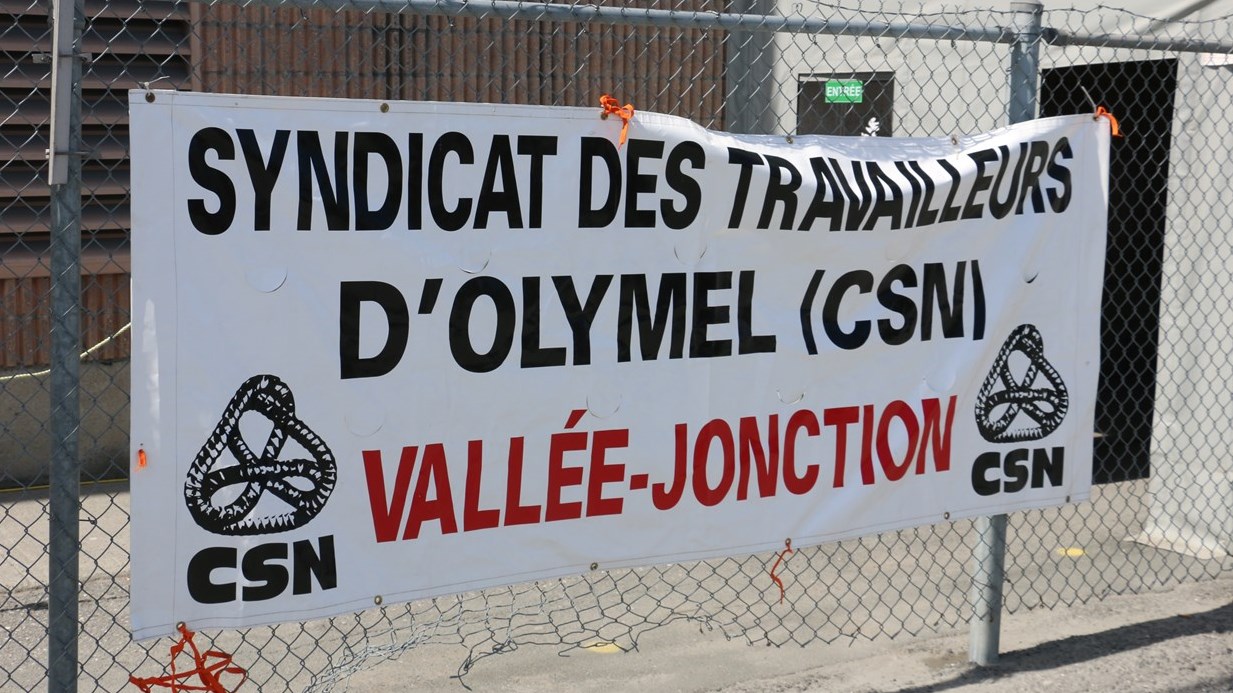 ENTRÉE
SYNDICAT DES TRAVAILLEURS
D'OLYMEL (CSN)
VALLÉE-JONCTION
CSN
CSN